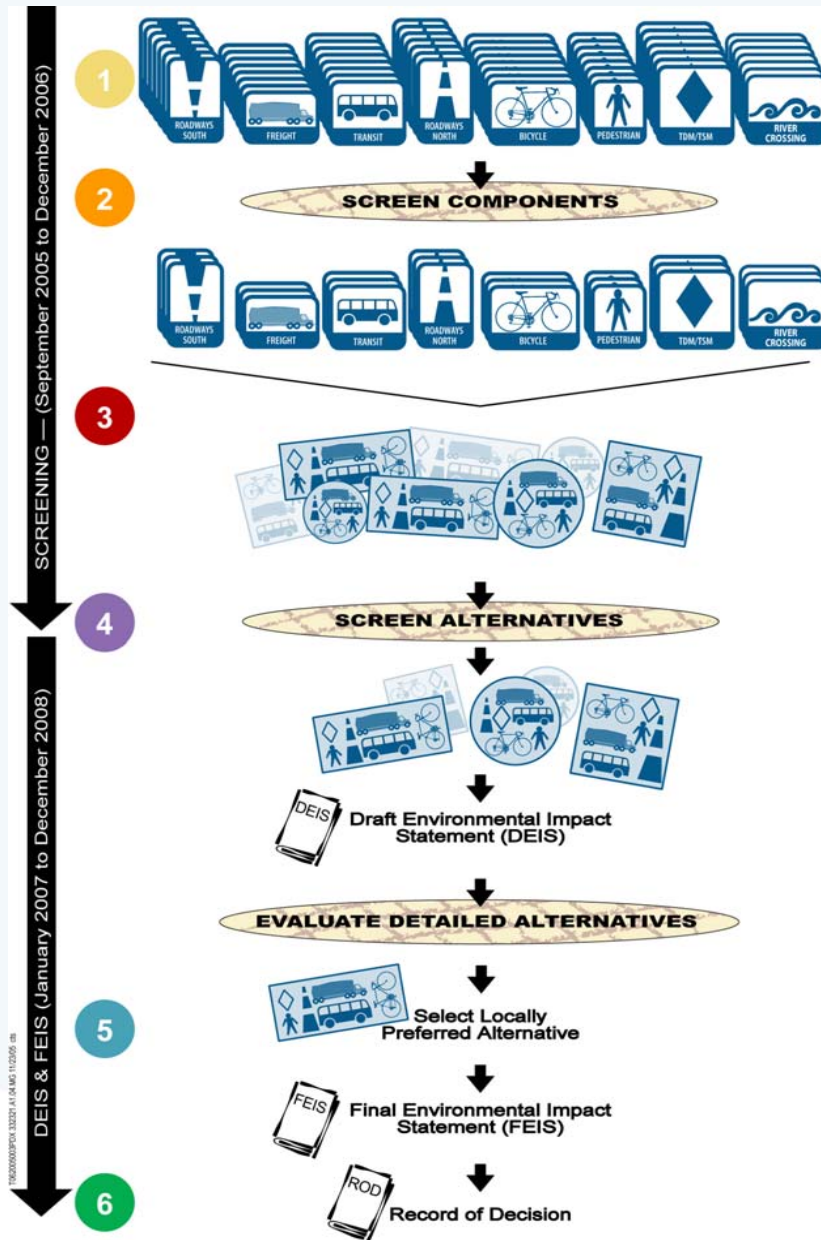 SCREENING — (September 2005 to December 2006)
1
ROADWAYS
SOUTH
FREIGHT
TRANSIT
ROADWAYS
NORTH
BICYCLE
PEDESTRIAN
TDM/TSM
RIVER
CROSSING
2
SCREEN COMPONENTS
ROADWAYS
SOUTH
FREIGHT
TRANSIT
ROADWAYS
NORTH
BICYCLE
PEDESTRIAN
TDM/TSM
RIVER
CROSSING
3
4
SCREEN ALTERNATIVES
DEIS & FEIS (January 2007 to December 2008)
DEIS
Draft Environmental Impact
Statement (DEIS)
EVALUATE DETAILED ALTERNATIVES
5
Select Locally
Preferred Alternative
FEIS
Final Environmental Impact
Statement (FEIS)
6
ROD
Record of Decision